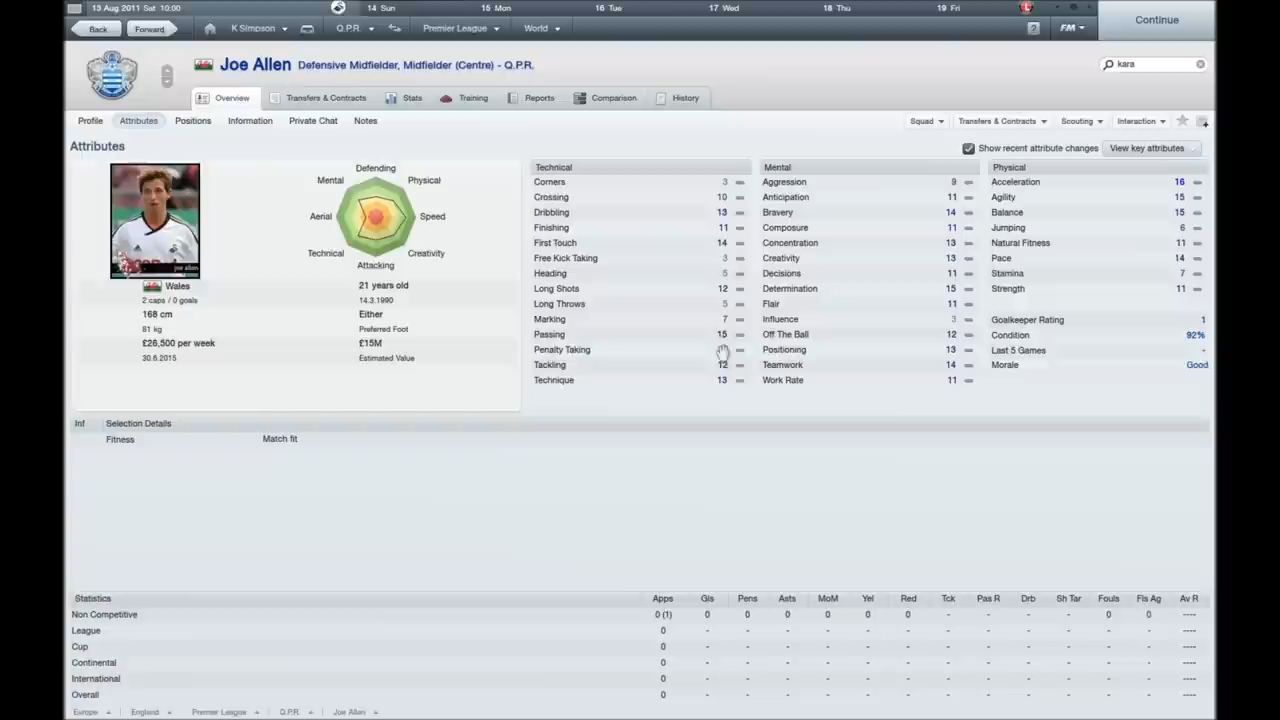 13 Aug 2011 Sat 10:00 14 Sun 15 Mon 16 Tue 17 Wed 18 Thu 19 Fri
Continue
Back Forward K Simpson Q.P.R. Premier League World ? FM
Joe Allen Defensive Midfielder, Midfielder (Centre) - Q.P.R. kara
Overview Transfers & Contracts Stats Training Reports Comparison History
Profile Attributes Positions Information Private Chat Notes Squad Transfers & Contracts Scouting Interaction
Attributes Show recent attribute changes View key attributes
Defending
Mental Physical
Aerial Speed
Technical Creativity
Attacking
joe allen
Wales 21 years old
2 caps / 0 goals 14.3.1990
168 cm Either
61 kg Preferred Foot
£26,500 per week £15M
30.6.2015 Estimated Value
Technical Mental Physical
Corners 3 Aggression 9 Acceleration 16
Crossing 10 Anticipation 11 Agility 15
Dribbling 13 Bravery 14 Balance 15
Finishing 11 Composure 11 Jumping 6
First Touch 14 Concentration 13 Natural Fitness 11
Free Kick Taking 3 Creativity 13 Pace 14
Heading 5 Decisions 11 Stamina 7
Long Shots 12 Determination 15 Strength 11
Long Throws 5 Flair 11
Marking 7 Influence 3 Goalkeeper Rating 1
Passing 15 Off The Ball 12 Condition 92%
Penalty Taking Positioning 13 Last 5 Games -
Tackling 12 Teamwork 14 Morale Good
Technique 13 Work Rate 11
Inf Selection Details
Fitness Match fit
Statistics Apps Gls Pens Asts MoM Yel Red Tck Pas R Drb Sh Tar Fouls Fls Ag Av R
Non Competitive 0 (1) 0 0 0 0 0 0 - - - - 0 0 ----
League 0 - - - - - - - - - - - - ----
Cup 0 - - - - - - - - - - - - ----
Continental 0 - - - - - - - - - - - - ----
International 0 - - - - - - - - - - - - ----
Overall 0 - - - - - - - - - - - - ----
Europe England Premier League Q.P.R. Joe Allen